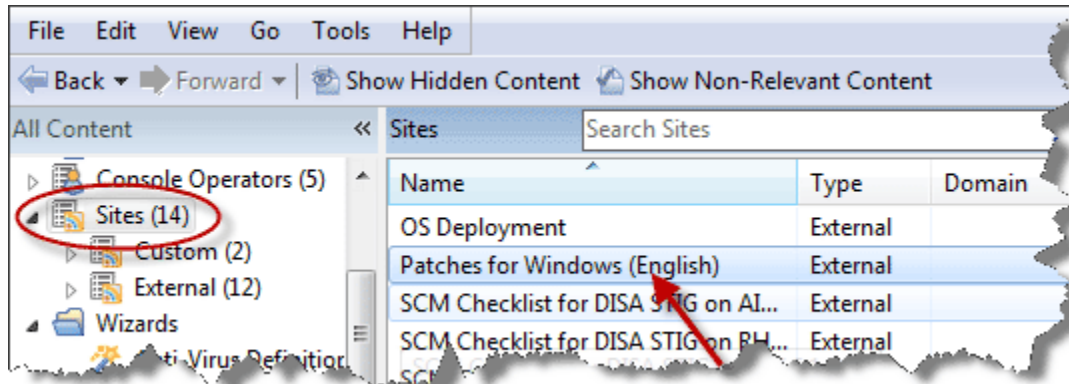 File Edit View Go Tools Help
Back Forward Show Hidden Content Show Non-Relevant Content
All Content « Sites Search Sites
Console Operators (5)
Sites (14)
Custom (2)
External (12)
Wizards
Name Type Domain
OS Deployment External
Patches for Windows (English) External
SCM Checklist for DISA STIG on AI... External
SCM Checklist for DISA STIG on RH... External